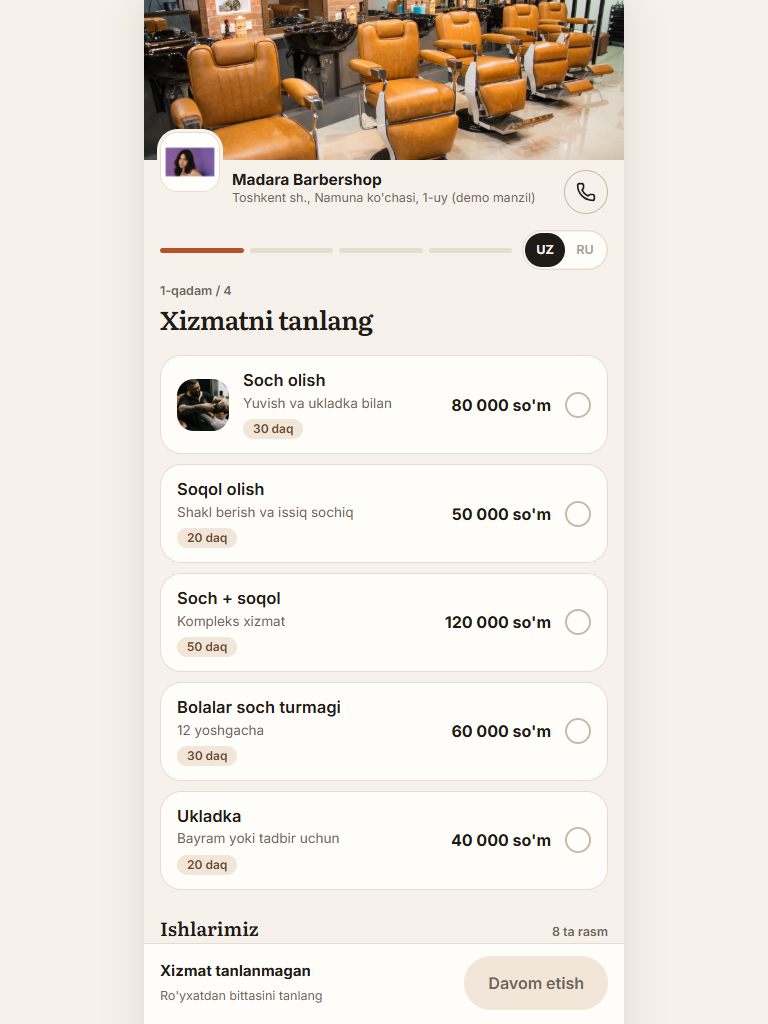 Madara Barbershop
Toshkent sh., Namuna ko'chasi, 1-uy (demo manzil)
UZ RU
1-qadam / 4
Xizmatni tanlang
Soch olish
Yuvish va ukladka bilan
30 daq
80 000 so'm
Soqol olish
Shakl berish va issiq sochiq
20 daq
50 000 so'm
Soch + soqol
Kompleks xizmat
50 daq
120 000 so'm
Bolalar soch turmagi
12 yoshgacha
30 daq
60 000 so'm
Ukladka
Bayram yoki tadbir uchun
20 daq
40 000 so'm
Ishlarimiz
8 ta rasm
Xizmat tanlanmagan
Ro'yxatdan bittasini tanlang
Davom etish